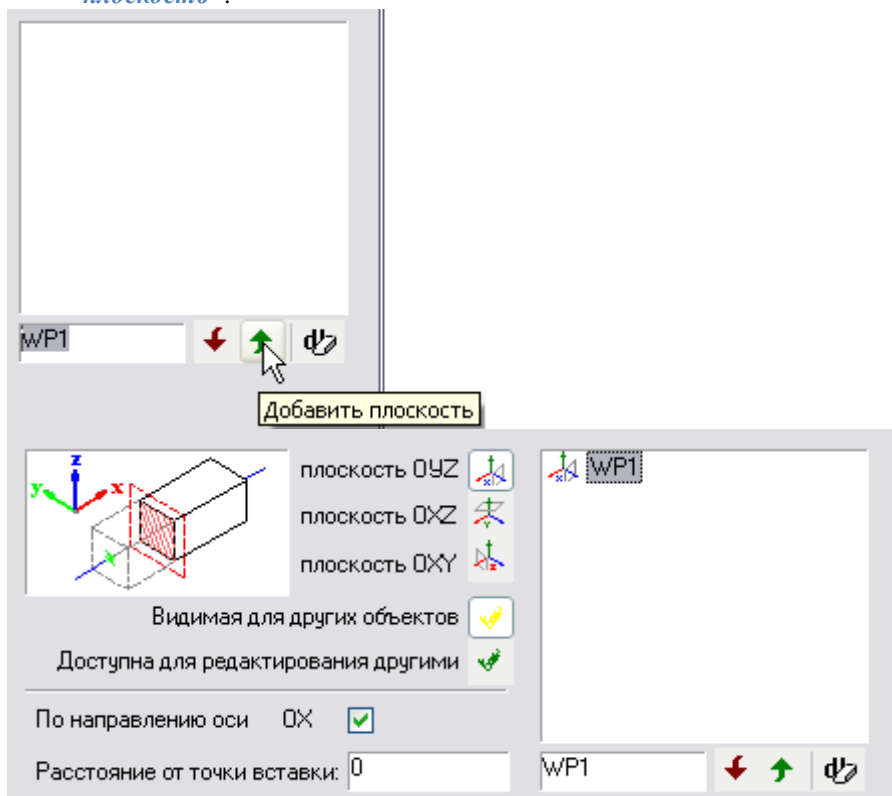 плоскость".
WP1
Добавить плоскость
z
y x
плоскость OYZ
плоскость OXZ
плоскость OXY
Видимая для других объектов
Доступна для редактирования другими
По направлению оси OX
Расстояние от точки вставки: 0
WP1
WP1